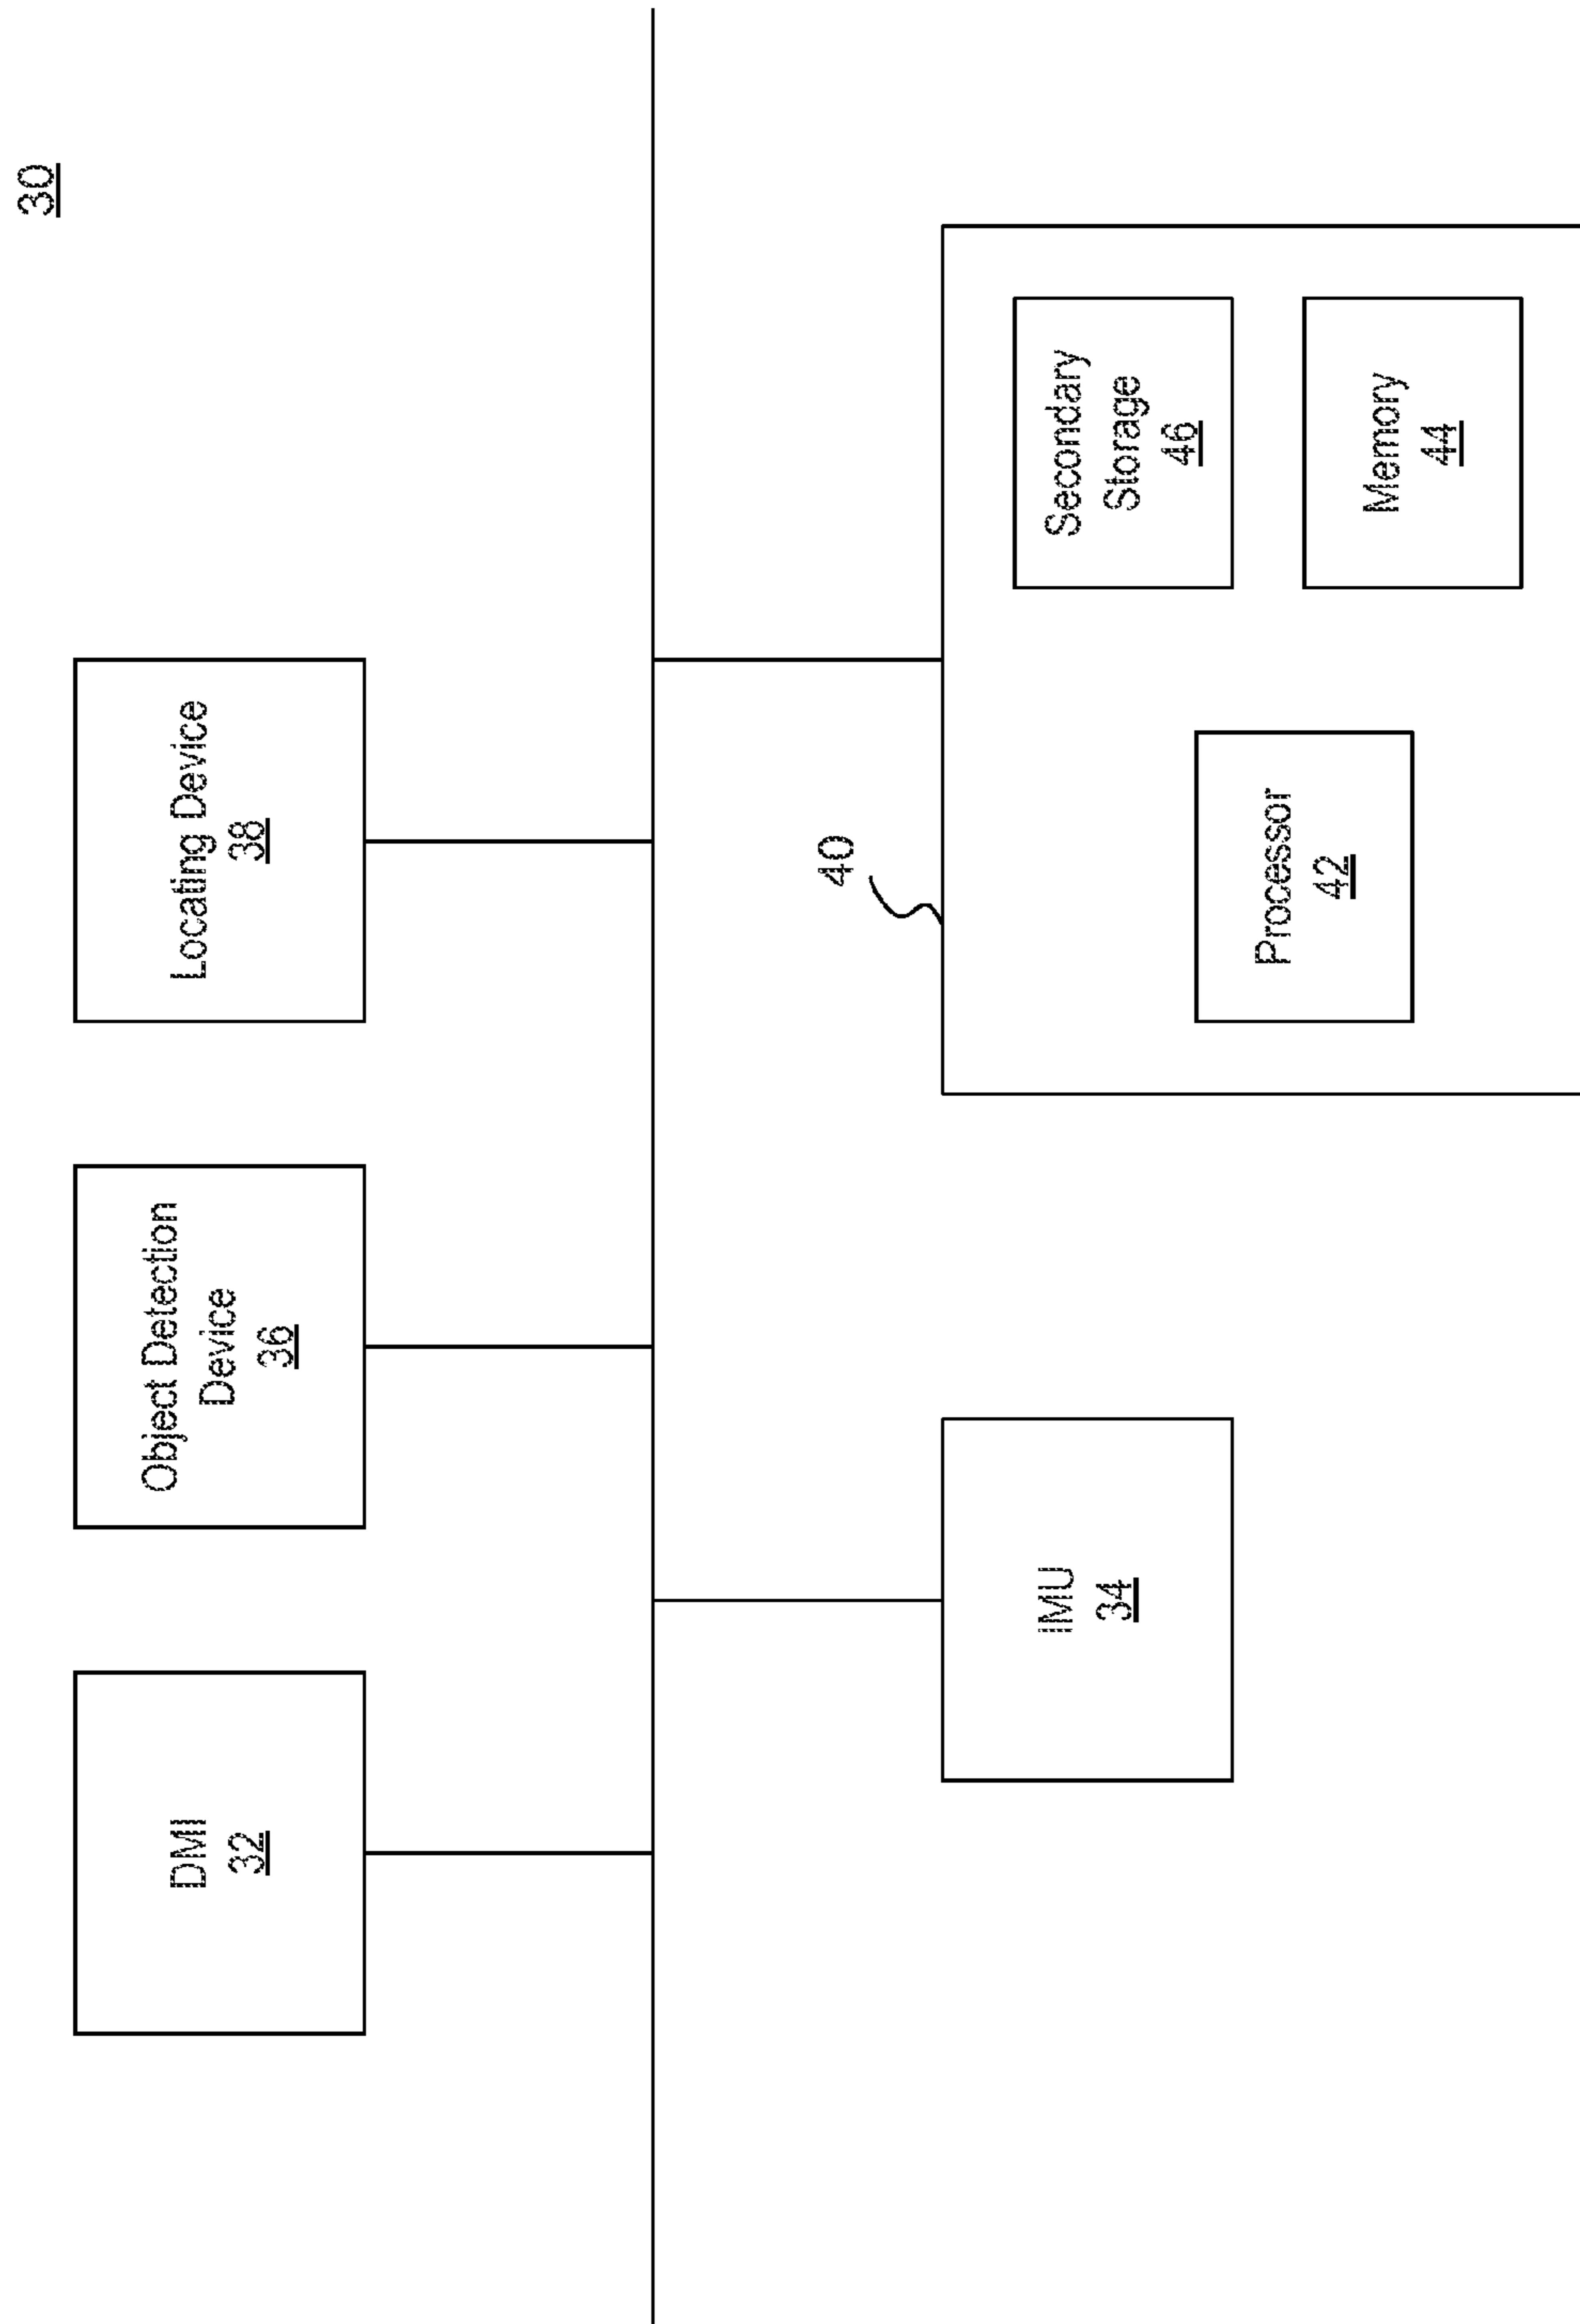 30
DMI
32
Object Detection
Device
36
Locating Device
38
IMU
34
40
Processor
42
Secondary
Storage
46
Memory
44